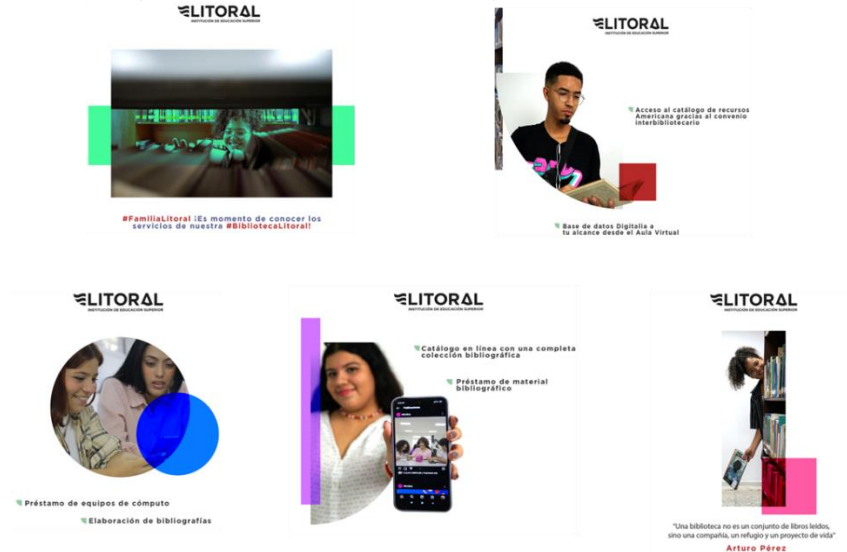 LITORAL
INSTITUCIÓN DE EDUCACIÓN SUPERIOR
#FamiliaLitoral ¡Es momento de conocer los
servicios de nuestra #BibliotecaLitoral!
LITORAL
INSTITUCIÓN DE EDUCACIÓN SUPERIOR
Acceso al catálogo de recursos
Americana gracias al convenio
interbibliotecario
Base de datos Digitalia a
tu alcance desde el Aula Virtual
LITORAL
INSTITUCIÓN DE EDUCACIÓN SUPERIOR
Préstamo de equipos de cómputo
Elaboración de bibliografías
LITORAL
INSTITUCIÓN DE EDUCACIÓN SUPERIOR
Catálogo en línea con una completa
colección bibliográfica
Préstamo de material
bibliográfico
LITORAL
INSTITUCIÓN DE EDUCACIÓN SUPERIOR
"Una biblioteca no es un conjunto de libros leídos,
sino una compañía, un refugio y un proyecto de vida"
Arturo Pérez